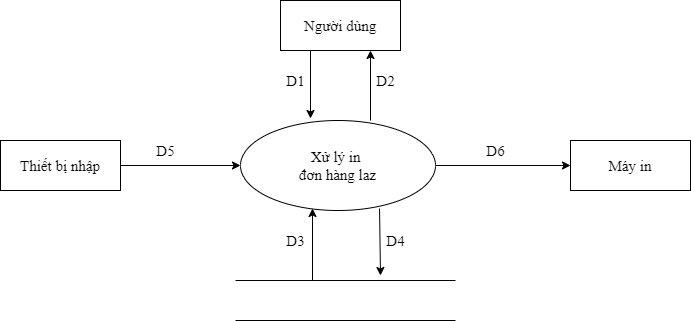 Người dùng
D1
D2
Thiết bị nhập
D5
Xử lý in
đơn hàng laz
D6
Máy in
D3
D4